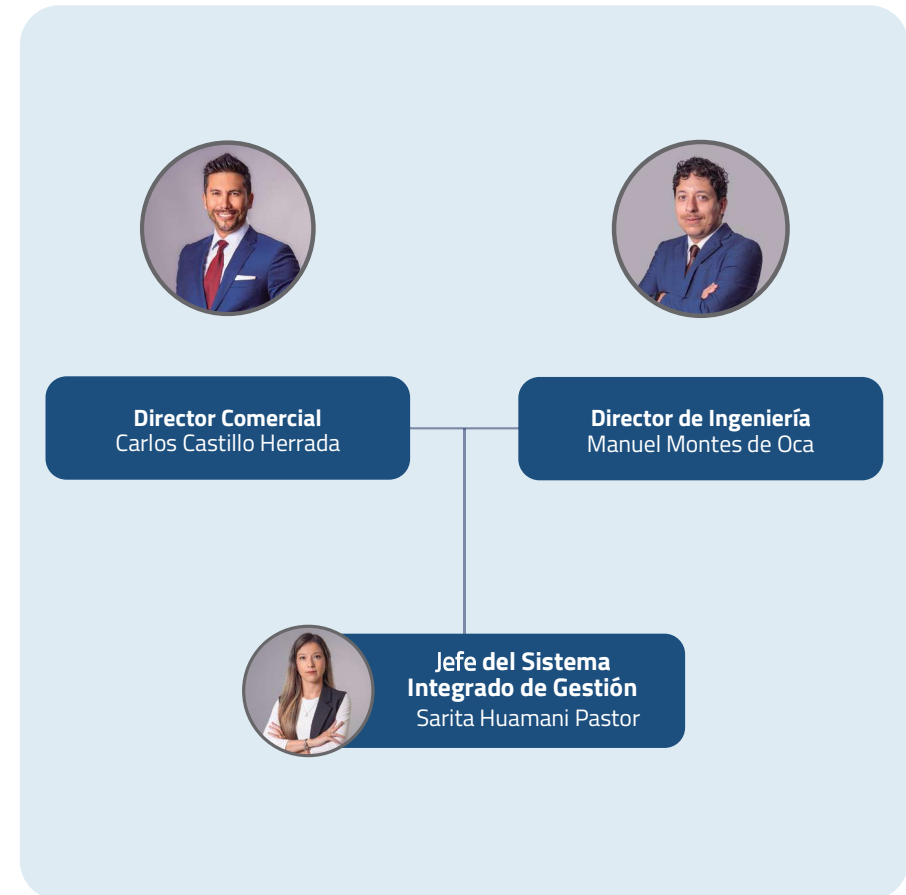 Director Comercial
Carlos Castillo Herrada
Director de Ingeniería
Manuel Montes de Oca
Jefe del Sistema
Integrado de Gestión
Sarita Huamani Pastor